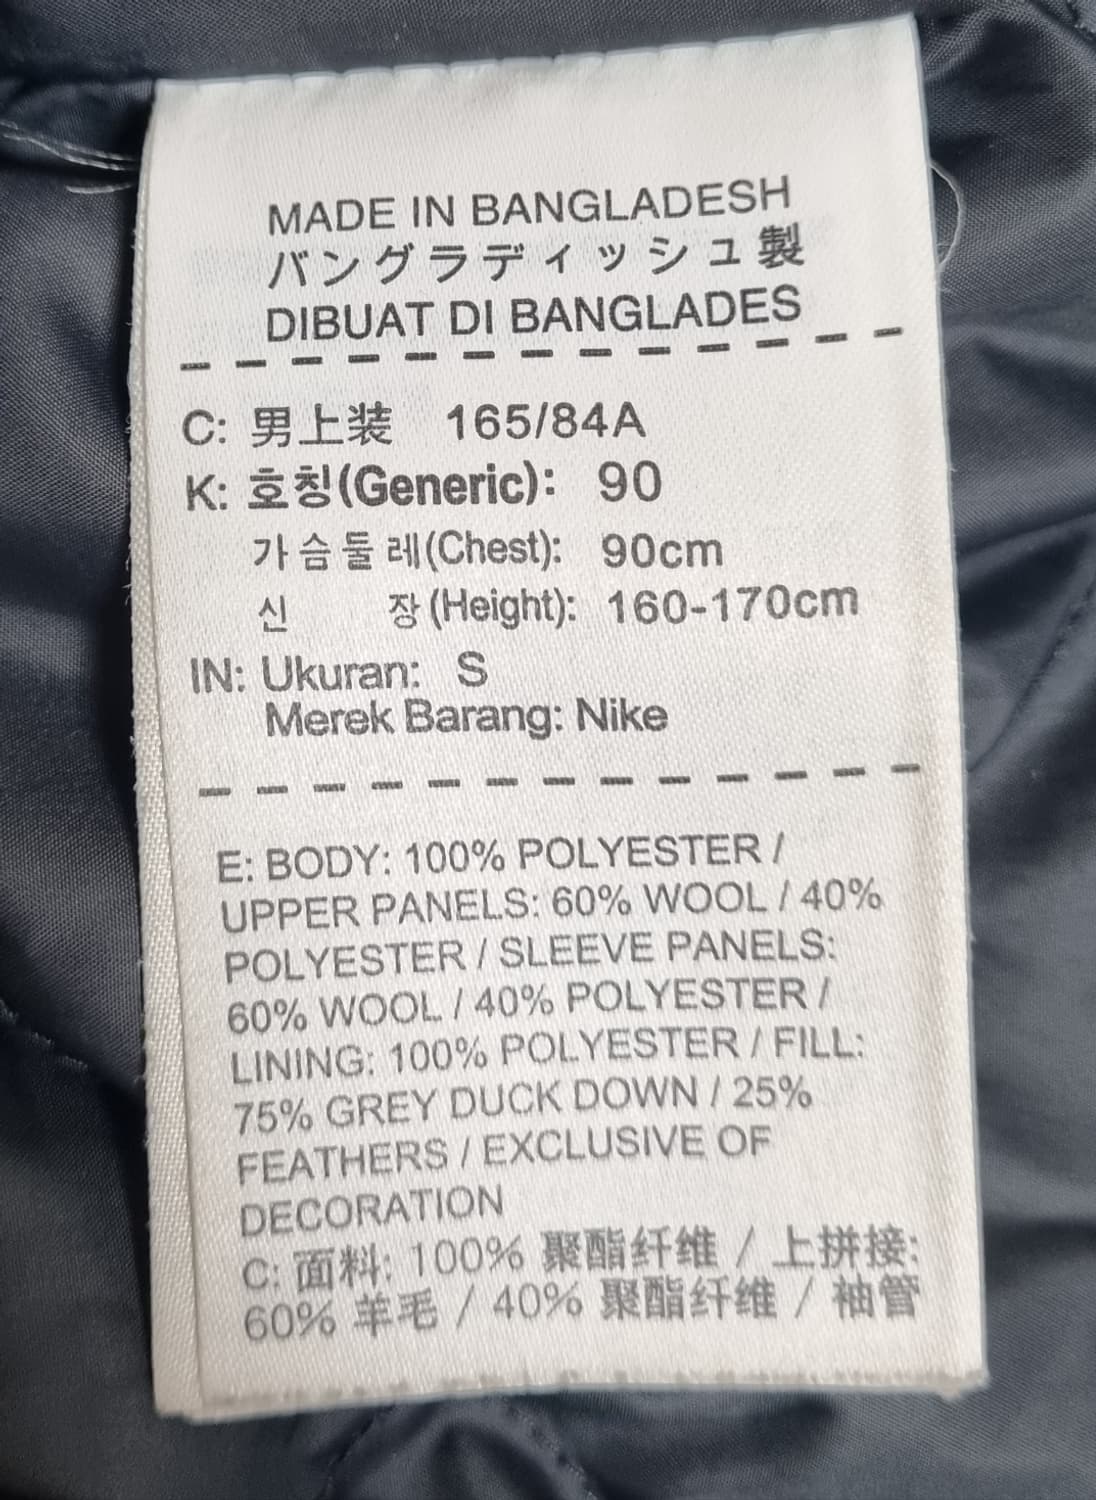 MADE IN BANGLADESH
バングラディッシュ製
DIBUAT DI BANGLADES
C: 男上装 165/84A
K: 호칭(Generic): 90
가슴둘레(Chest): 90cm
신 장(Height): 160-170cm
IN: Ukuran: S
Merek Barang: Nike
E: BODY: 100% POLYESTER /
UPPER PANELS: 60% WOOL / 40%
POLYESTER / SLEEVE PANELS:
60% WOOL / 40% POLYESTER /
LINING: 100% POLYESTER / FILL:
75% GREY DUCK DOWN / 25%
FEATHERS / EXCLUSIVE OF
DECORATION
C: 面料: 100% 聚酯纤维 / 上拼接:
60% 羊毛 / 40% 聚酯纤维 / 袖管